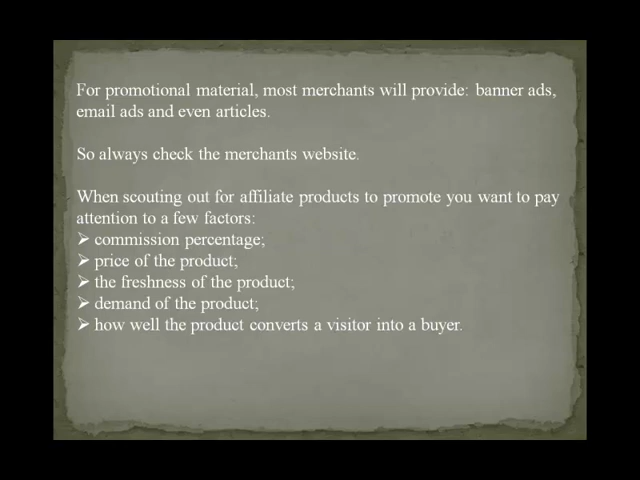 For promotional material, most merchants will provide: banner ads,
email ads and even articles.
So always check the merchants website.
When scouting out for affiliate products to promote you want to pay
attention to a few factors:
➢ commission percentage;
➢ price of the product;
➢ the freshness of the product;
➢ demand of the product;
➢ how well the product converts a visitor into a buyer.